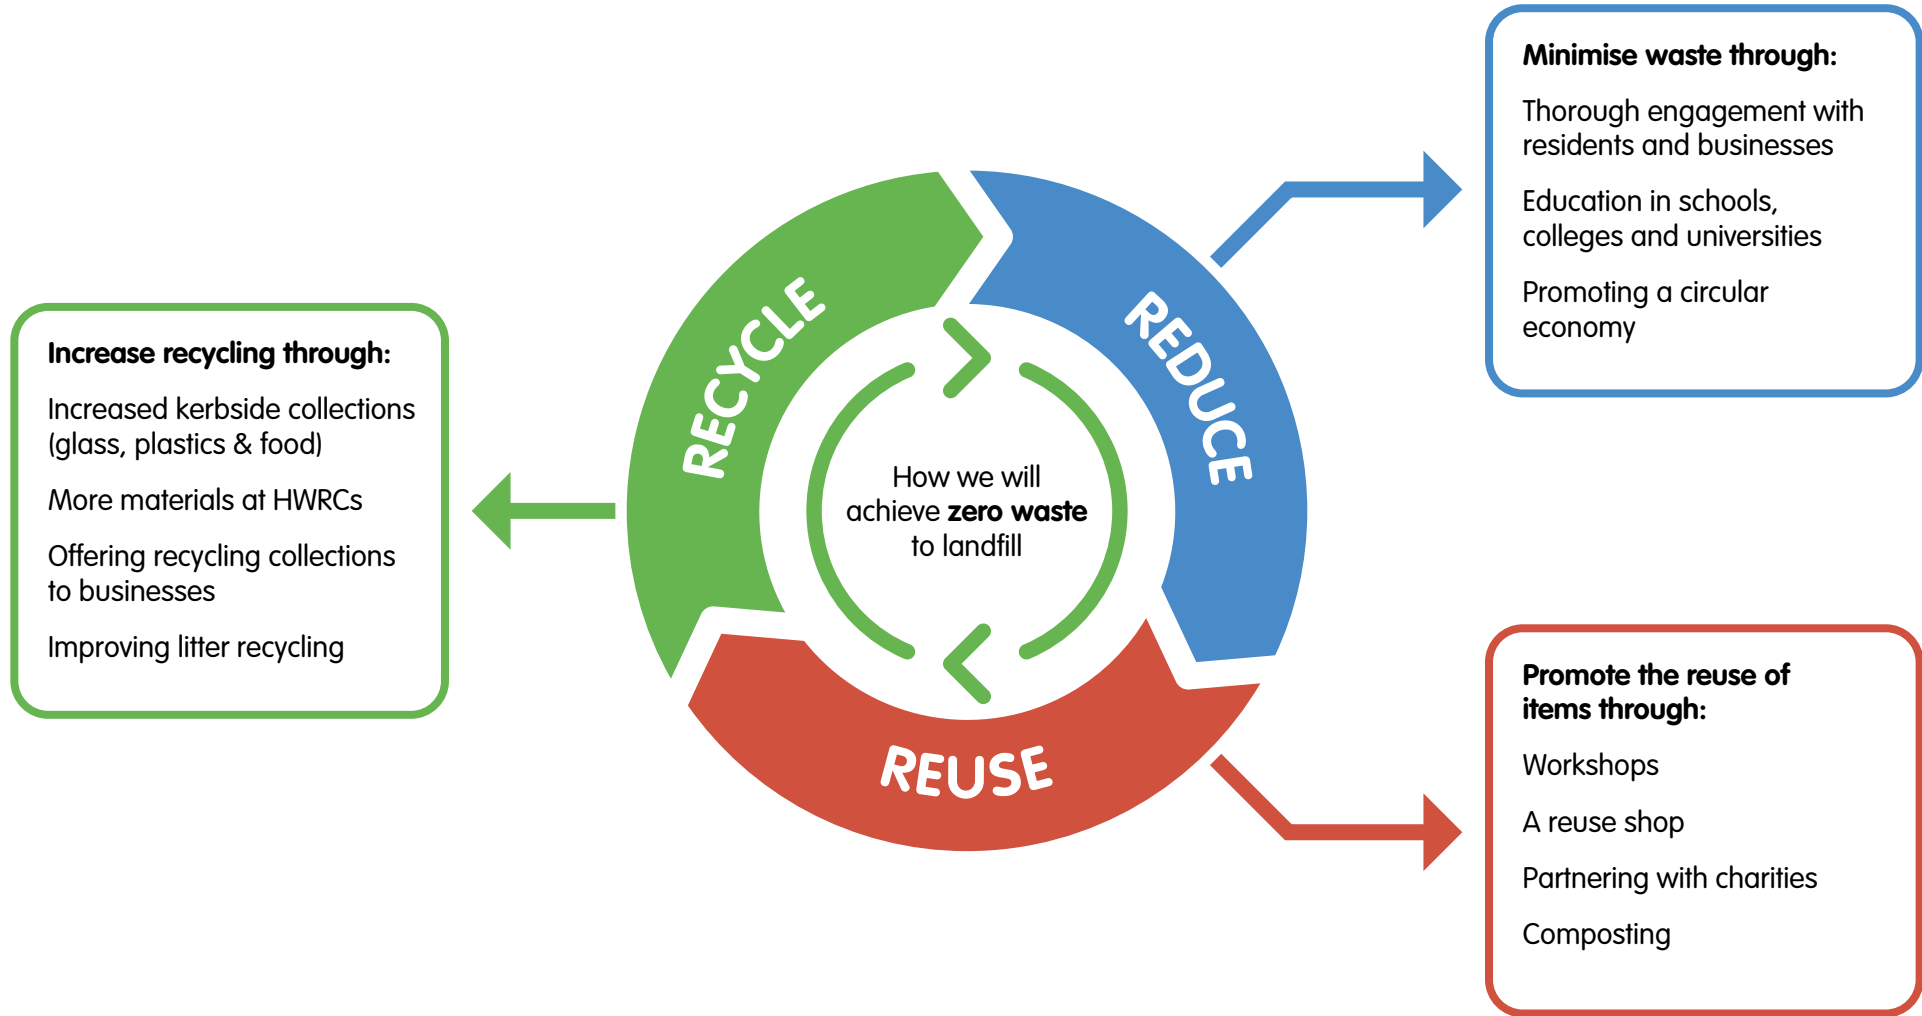 Minimise waste through:
Thorough engagement with
residents and businesses
Education in schools,
colleges and universities
Promoting a circular
economy
RECYCLE
REDUCE
REUSE
How we will
achieve zero waste
to landfill
Increase recycling through:
Increased kerbside collections
(glass, plastics & food)
More materials at HWRCs
Offering recycling collections
to businesses
Improving litter recycling
Promote the reuse of
items through:
Workshops
A reuse shop
Partnering with charities
Composting